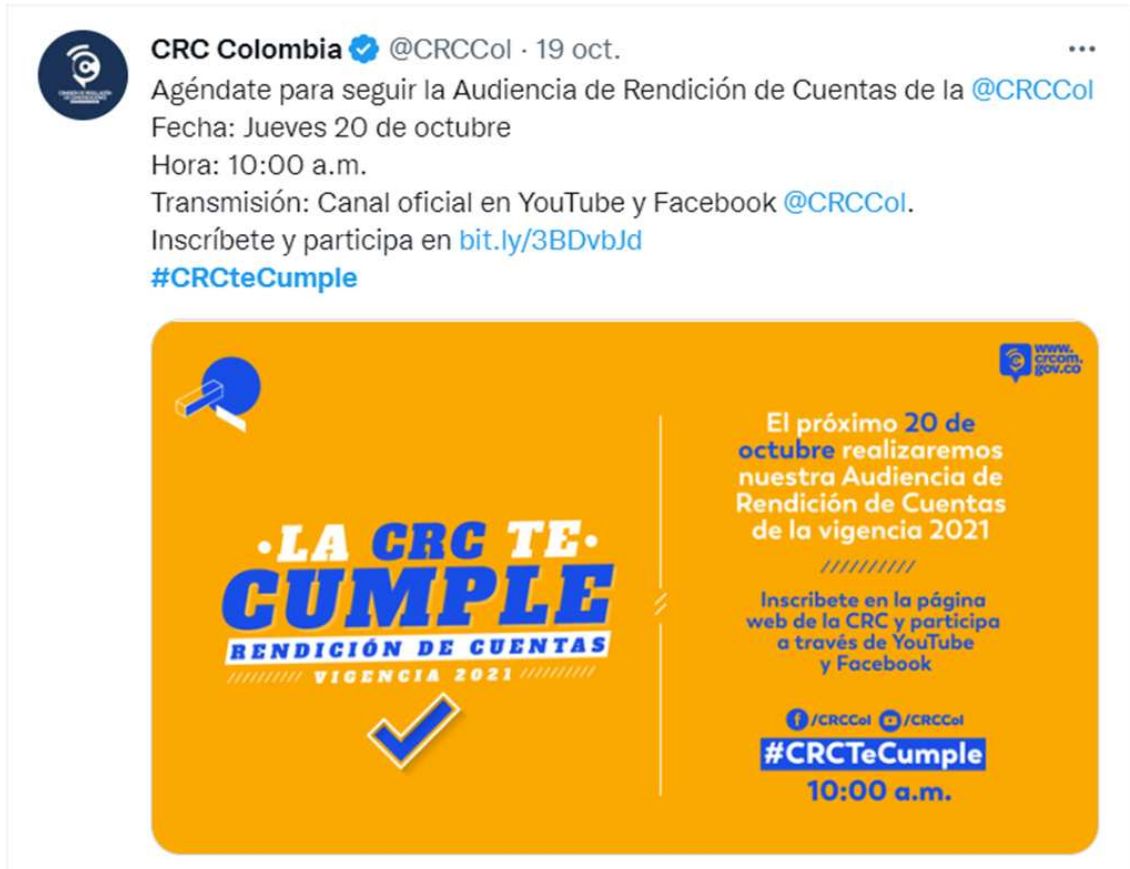 CRC Colombia @CRCCol · 19 oct.
Agéndate para seguir la Audiencia de Rendición de Cuentas de la @CRCCol
Fecha: Jueves 20 de octubre
Hora: 10:00 a.m.
Transmisión: Canal oficial en YouTube y Facebook @CRCCol.
Inscríbete y participa en bit.ly/3BDvbJd
#CRCteCumple
www.
crcom.
gov.co
•LA CRC TE•
CUMPLE
RENDICIÓN DE CUENTAS
////////// VIGENCIA 2021 //////////
El próximo 20 de
octubre realizaremos
nuestra Audiencia de
Rendición de Cuentas
de la vigencia 2021
//////////
Inscribete en la página
web de la CRC y participa
a través de YouTube
y Facebook
/CRCCol /CRCCol
#CRCTeCumple
10:00 a.m.